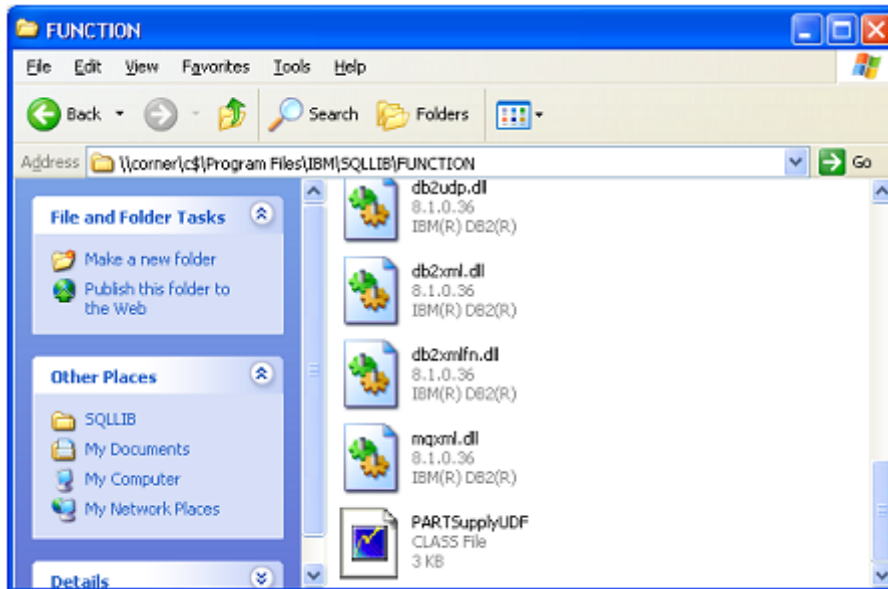 FUNCTION
File Edit View Favorites Tools Help
Back Search Folders
Address \\corner\c$\Program Files\IBM\SQLLIB\FUNCTION Go
File and Folder Tasks
Make a new folder
Publish this folder to
the Web
Other Places
SQLLIB
My Documents
My Computer
My Network Places
Details
db2udp.dll
8.1.0.36
IBM(R) DB2(R)
db2xml.dll
8.1.0.36
IBM(R) DB2(R)
db2xmlfn.dll
8.1.0.36
IBM(R) DB2(R)
mqxml.dll
8.1.0.36
IBM(R) DB2(R)
PARTSupplyUDF
CLASS File
3 KB